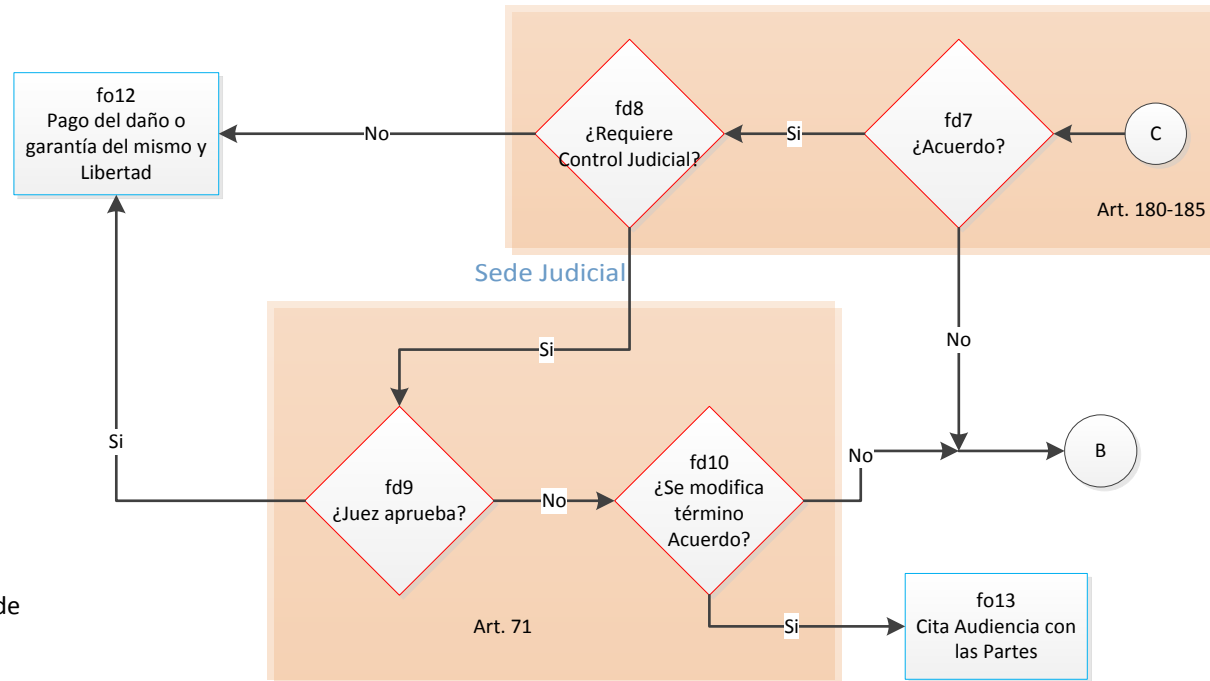 fo12
Pago del daño o
garantía del mismo y
Libertad
No
fd8
¿Requiere
Control Judicial?
Si
fd7
¿Acuerdo?
C
Art. 180-185
Sede Judicial
Si
No
Si
fd9
¿Juez aprueba?
No
fd10
¿Se modifica
término
Acuerdo?
No
B
de
Art. 71
Si
fo13
Cita Audiencia con
las Partes